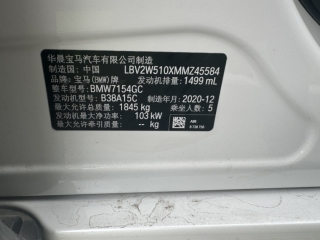 华晨宝马汽车有限公司制造
制造国：中国 LBV2W510XMMZ45584
品牌：宝马(BMW)牌 发动机排量：1499 mL
整车型号：BMW7154GC
发动机型号：B38A15C 制造年月：2020-12
最大允许总质量：1845 kg 乘坐人数：5
发动机最大净功率：103 kW
最大允许牵引质量：-- kg